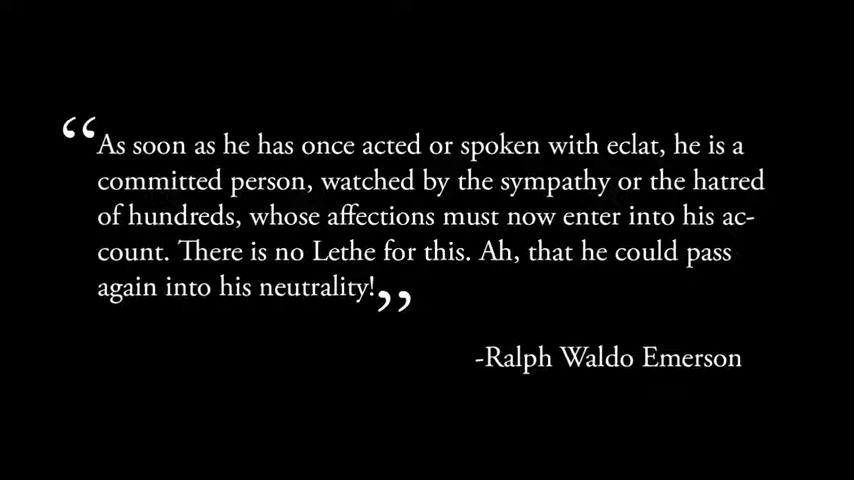 “As soon as he has once acted or spoken with eclat, he is a
committed person, watched by the sympathy or the hatred
of hundreds, whose affections must now enter into his ac-
count. There is no Lethe for this. Ah, that he could pass
again into his neutrality!”
-Ralph Waldo Emerson